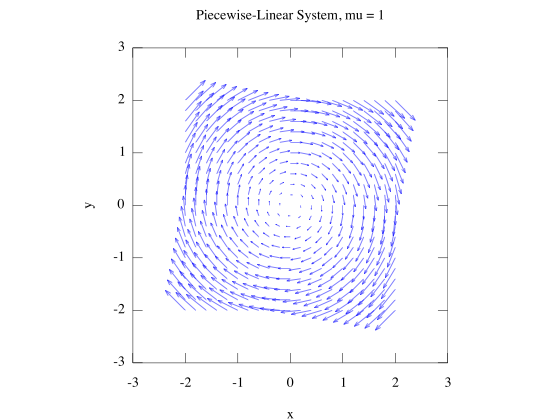 Piecewise-Linear System, mu = 1
3
2
1
0
-1
-2
-3
y
-3 -2 -1 0 1 2 3
x